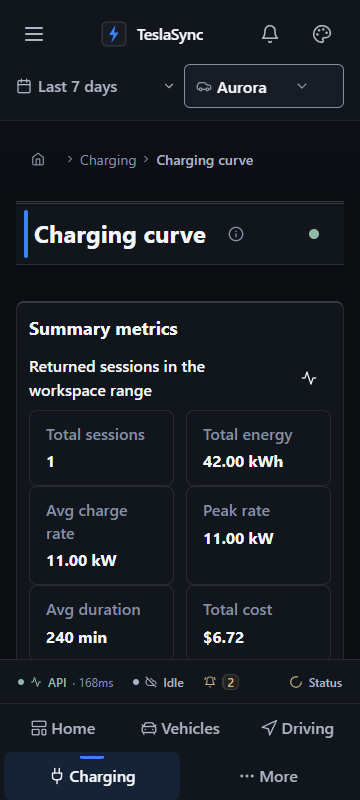 TeslaSync
Last 7 days
Aurora
Charging
Charging curve
Charging curve
Summary metrics
Returned sessions in the
workspace range
Total sessions
1
Total energy
42.00 kWh
Avg charge
rate
11.00 kW
Peak rate
11.00 kW
Avg duration
240 min
Total cost
$6.72
API · 168ms
Idle
2
Status
Home
Vehicles
Driving
Charging
More